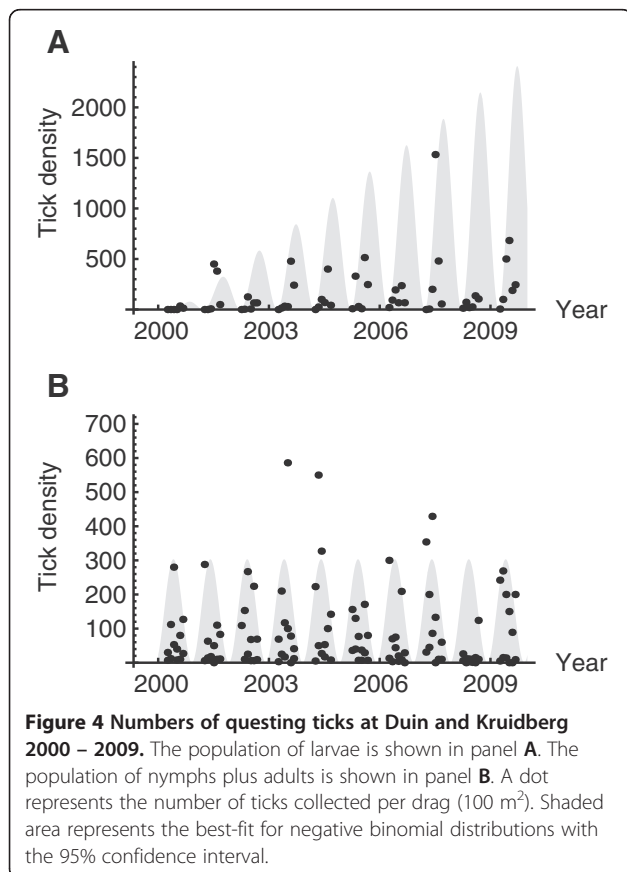 A
Tick density
2000
1500
1000
500
2000
2003
2006
2009
Year
B
Tick density
700
600
500
400
300
200
100
2000
2003
2006
2009
Year
Figure 4 Numbers of questing ticks at Duin and Kruidberg
2000 – 2009. The population of larvae is shown in panel A. The
population of nymphs plus adults is shown in panel B. A dot
represents the number of ticks collected per drag (100 m²). Shaded
area represents the best-fit for negative binomial distributions with
the 95% confidence interval.